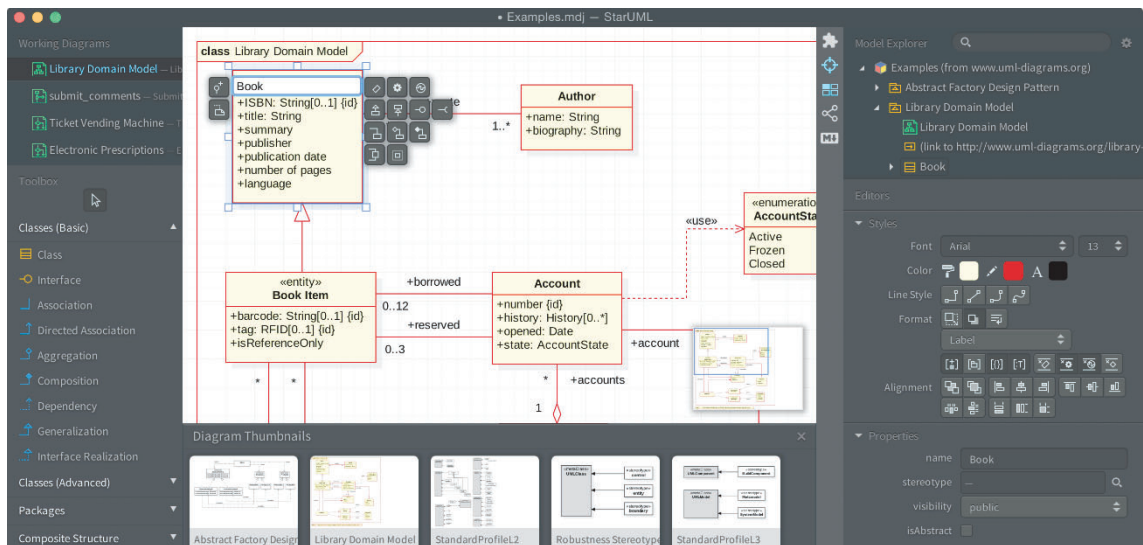 • Examples.mdj — StarUML
Working Diagrams
Library Domain Model — Lib
submit_comments — Submit
Ticket Vending Machine — T
Electronic Prescriptions — E
Toolbox
Classes (Basic)
Class
Interface
Association
Directed Association
Aggregation
Composition
Dependency
Generalization
Interface Realization
Classes (Advanced)
Packages
Composite Structure
class Library Domain Model
Book
+ISBN: String[0..1] {id}
+title: String
+summary
+publisher
+publication date
+number of pages
+language
1..*
Author
+name: String
+biography: String
«use»
«enumeratio
AccountSta
Active
Frozen
Closed
«entity»
Book Item
+barcode: String[0..1] {id}
+tag: RFID[0..1] {id}
+isReferenceOnly
* *
+borrowed
0..12
+reserved
0..3
Account
+number {id}
+history: History[0..*]
+opened: Date
+state: AccountState
+account
* +accounts
1
Diagram Thumbnails
Abstract Factory Design
Library Domain Model
StandardProfileL2
Robustness Stereotype
StandardProfileL3
M
Model Explorer
Examples (from www.uml-diagrams.org)
Abstract Factory Design Pattern
Library Domain Model
Library Domain Model
(link to http://www.uml-diagrams.org/library-
Book
Editors
Styles
Font Arial 13
Color A
Line Style
Format
Label
Alignment
Properties
name Book
stereotype —
visibility public
isAbstract